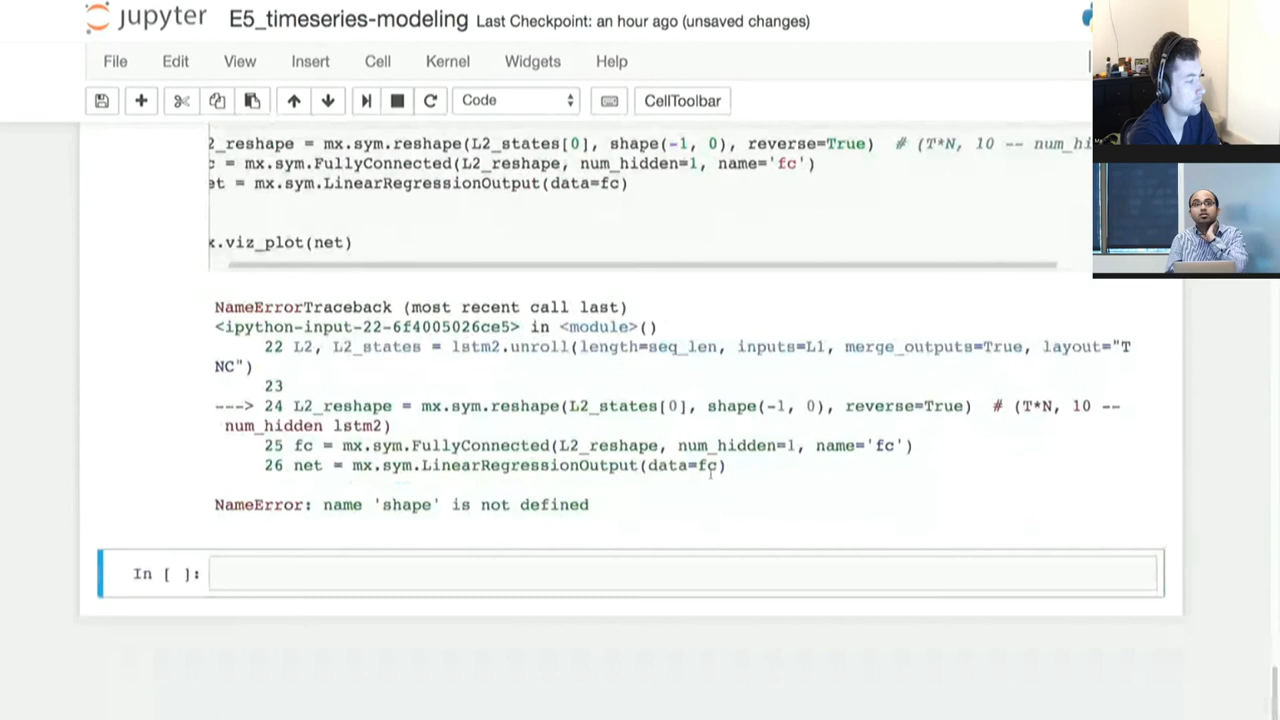 jupyter E5_timeseries-modeling Last Checkpoint: an hour ago (unsaved changes)
File Edit View Insert Cell Kernel Widgets Help
Code CellToolbar
2_reshape = mx.sym.reshape(L2_states[0], shape(-1, 0), reverse=True) # (T*N, 10 -- num_hi
c = mx.sym.FullyConnected(L2_reshape, num_hidden=1, name='fc')
et = mx.sym.LinearRegressionOutput(data=fc)
x.viz_plot(net)
NameErrorTraceback (most recent call last)
<ipython-input-22-6f4005026ce5> in <module>()
22 L2, L2_states = lstm2.unroll(length=seq_len, inputs=L1, merge_outputs=True, layout="T
NC")
23
---> 24 L2_reshape = mx.sym.reshape(L2_states[0], shape(-1, 0), reverse=True) # (T*N, 10 --
num_hidden lstm2)
25 fc = mx.sym.FullyConnected(L2_reshape, num_hidden=1, name='fc')
26 net = mx.sym.LinearRegressionOutput(data=fc)
NameError: name 'shape' is not defined
In [ ]: